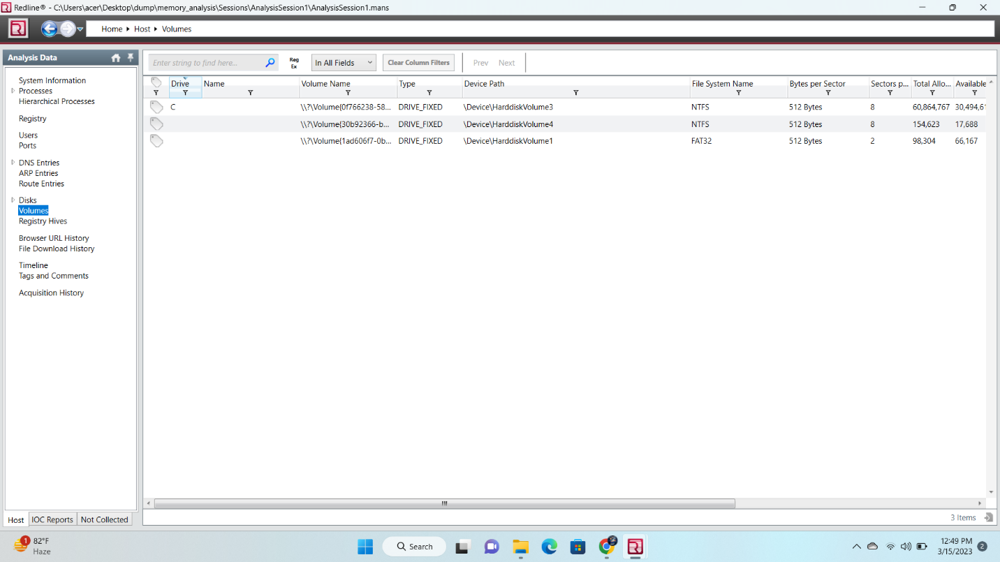 Redline® - C:\Users\acer\Desktop\dump\memory_analysis\Sessions\AnalysisSession1\AnalysisSession1.mans
Home Host Volumes
Analysis Data
System Information
Processes
Hierarchical Processes
Registry
Users
Ports
DNS Entries
ARP Entries
Route Entries
Disks
Volumes
Registry Hives
Browser URL History
File Download History
Timeline
Tags and Comments
Acquisition History
Host IOC Reports Not Collected
Enter string to find here... Reg Ex In All Fields Clear Column Filters Prev Next
Drive Name Volume Name Type Device Path File System Name Bytes per Sector Sectors p... Total Allo... Available
C \\?\Volume{0f766238-58... DRIVE_FIXED \Device\HarddiskVolume3 NTFS 512 Bytes 8 60,864,767 30,494,61
\\?\Volume{30b92366-b... DRIVE_FIXED \Device\HarddiskVolume4 NTFS 512 Bytes 8 154,623 17,688
\\?\Volume{1ad606f7-0b... DRIVE_FIXED \Device\HarddiskVolume1 FAT32 512 Bytes 2 98,304 66,167
3 Items
1 82°F
Haze
Search
12:49 PM
3/15/2023 2